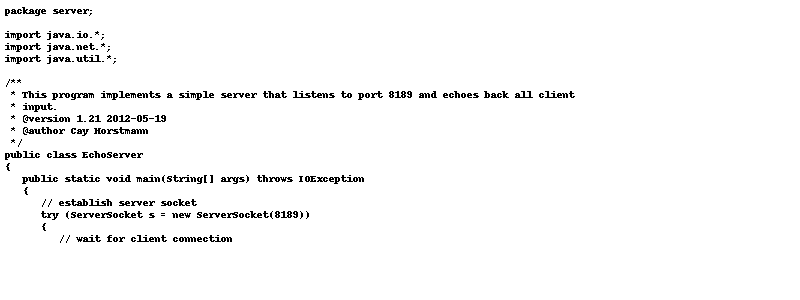 package server;

import java.io.*;
import java.net.*;
import java.util.*;

/**
 * This program implements a simple server that listens to port 8189 and echoes back all client
 * input.
 * @version 1.21 2012-05-19
 * @author Cay Horstmann
 */
public class EchoServer
{
   public static void main(String[] args) throws IOException
   {
      // establish server socket
      try (ServerSocket s = new ServerSocket(8189))
      {
         // wait for client connection